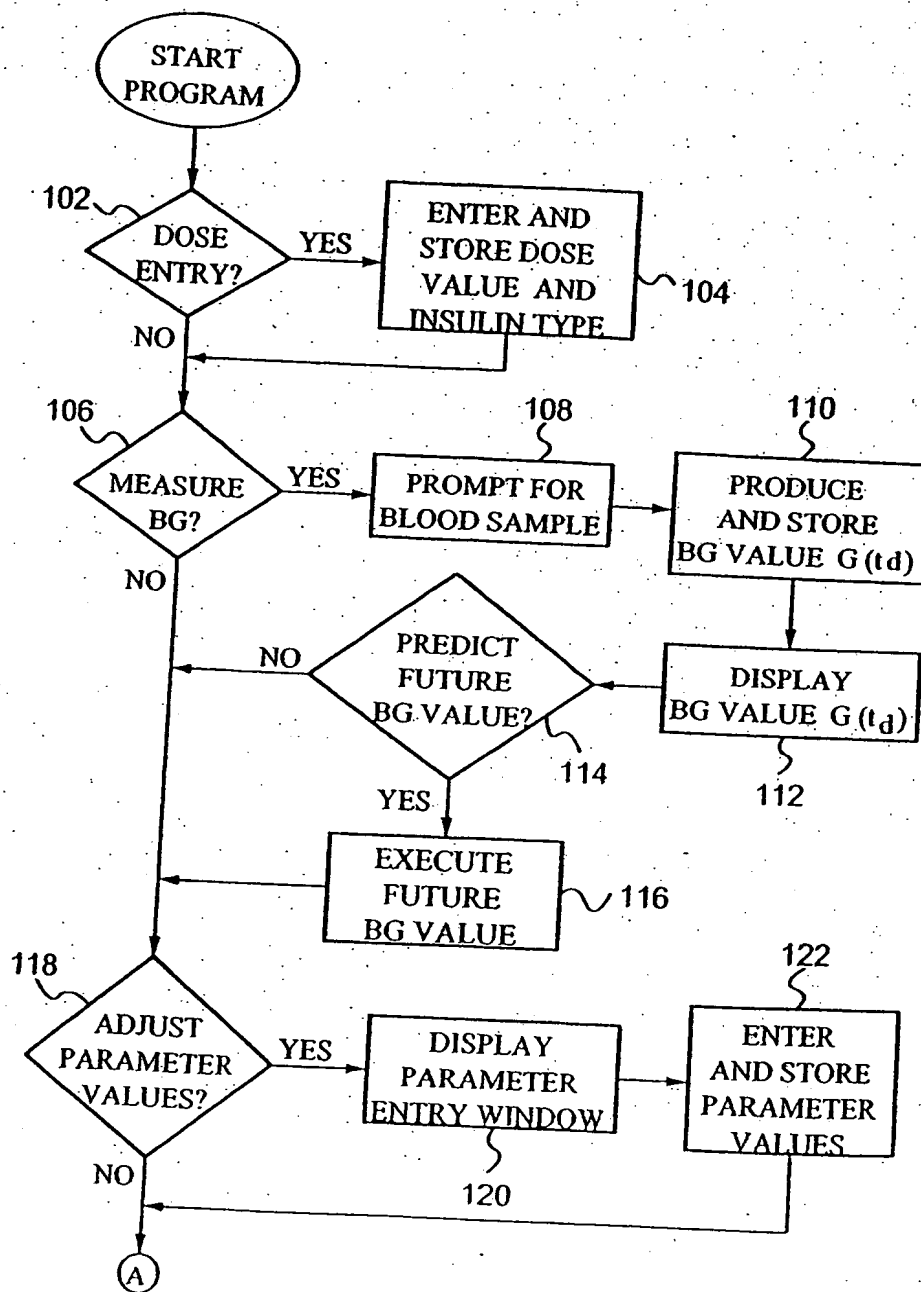 START
PROGRAM
102
DOSE
ENTRY?
YES
ENTER AND
STORE DOSE
VALUE AND
INSULIN TYPE
104
NO
106
MEASURE
BG?
YES
108
PROMPT FOR
BLOOD SAMPLE
110
PRODUCE
AND STORE
BG VALUE G (td)
NO
PREDICT
FUTURE
BG VALUE?
NO
DISPLAY
BG VALUE G (td)
114
112
YES
EXECUTE
FUTURE
BG VALUE
116
118
ADJUST
PARAMETER
VALUES?
YES
DISPLAY
PARAMETER
ENTRY WINDOW
120
122
ENTER
AND STORE
PARAMETER
VALUES
NO
A